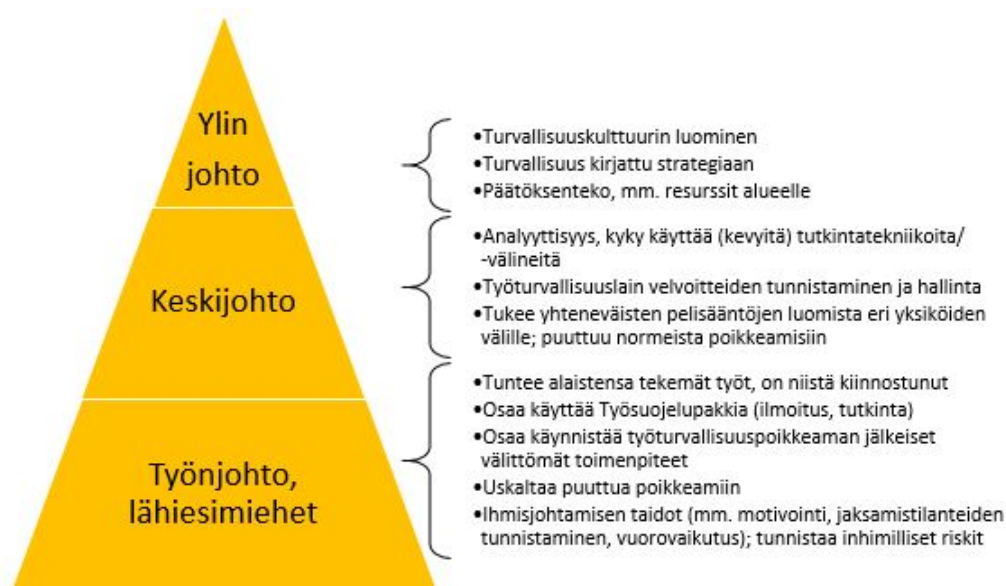 Ylin
johto
•Turvallisuuskulttuurin luominen
•Turvallisuus kirjattu strategiaan
•Päätöksenteko, mm. resurssit alueelle
Keskijohto
•Analyyttisyys, kyky käyttää (kevyitä) tutkintatekniikoita/
-välineitä
•Työturvallisuuslain velvoitteiden tunnistaminen ja hallinta
•Tukee yhteneväisten pelisääntöjen luomista eri yksiköiden
välille; puuttuu normeista poikkeamisiin
Työnjohto,
lähiesimiehet
•Tuntee alaistensa tekemät työt, on niistä kiinnostunut
•Osaa käyttää Työsuojelupakkia (ilmoitus, tutkinta)
•Osaa käynnistää työturvallisuuspoikkeaman jälkeiset
välittömät toimenpiteet
•Uskaltaa puuttua poikkeamiin
•Ihmisjohtamisen taidot (mm. motivointi, jaksamistilanteiden
tunnistaminen, vuorovaikutus); tunnistaa inhimilliset riskit